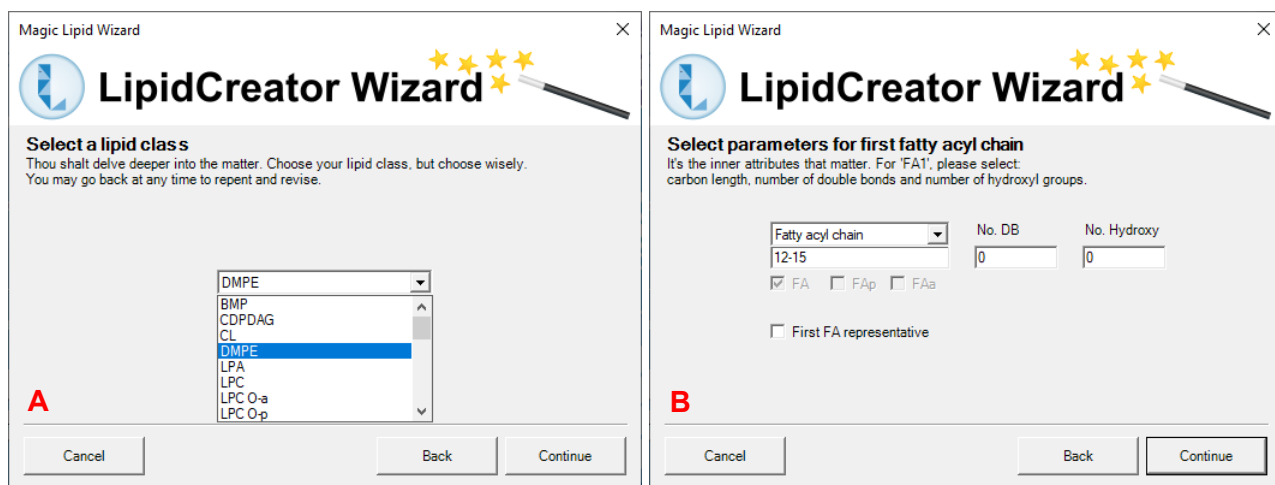 Magic Lipid Wizard
LipidCreator Wizard
Select a lipid class
Thou shalt delve deeper into the matter. Choose your lipid class, but choose wisely.
You may go back at any time to repent and revise.
DMPE
BMP
CDPDAG
CL
DMPE
LPA
LPC
LPC O-a
LPC O-p
A
Cancel
Back
Continue
Magic Lipid Wizard
LipidCreator Wizard
Select parameters for first fatty acyl chain
It's the inner attributes that matter. For 'FA1', please select:
carbon length, number of double bonds and number of hydroxyl groups.
Fatty acyl chain
No. DB
No. Hydroxy
12-15
0
0
FA
FAp
FAa
First FA representative
B
Cancel
Back
Continue